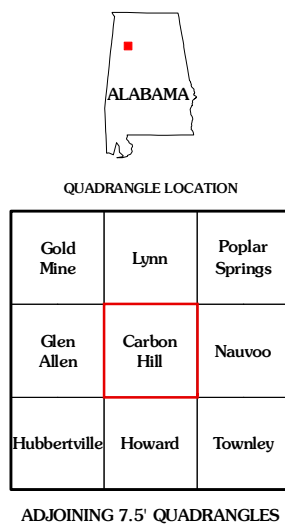 ALABAMA
QUADRANGLE LOCATION
Gold
Mine
Lynn
Poplar
Springs
Glen
Allen
Carbon
Hill
Nauvoo
Hubbertville
Howard
Townley
ADJOINING 7.5' QUADRANGLES